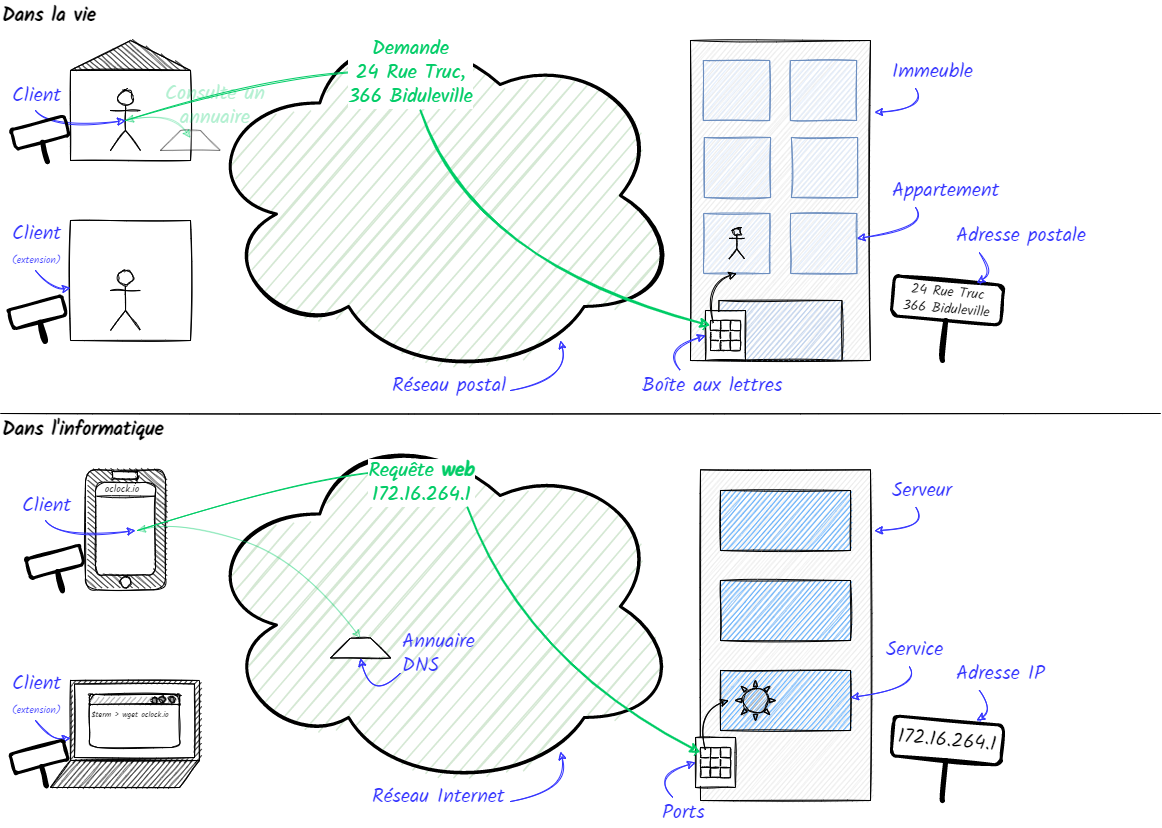 Dans la vie
Client
Consulte un
annuaire
Demande
24 Rue Truc,
366 Biduleville
Immeuble
Appartement
Adresse postale
24 Rue Truc
366 Biduleville
Client
(extension)
Réseau postal
Boîte aux lettres
Dans l'informatique
Client
oclock.io
Requête web
172.16.264.1
Serveur
Annuaire
DNS
Service
Adresse IP
172.16.264.1
Client
(extension)
$term > wget oclock.io
Réseau Internet
Ports